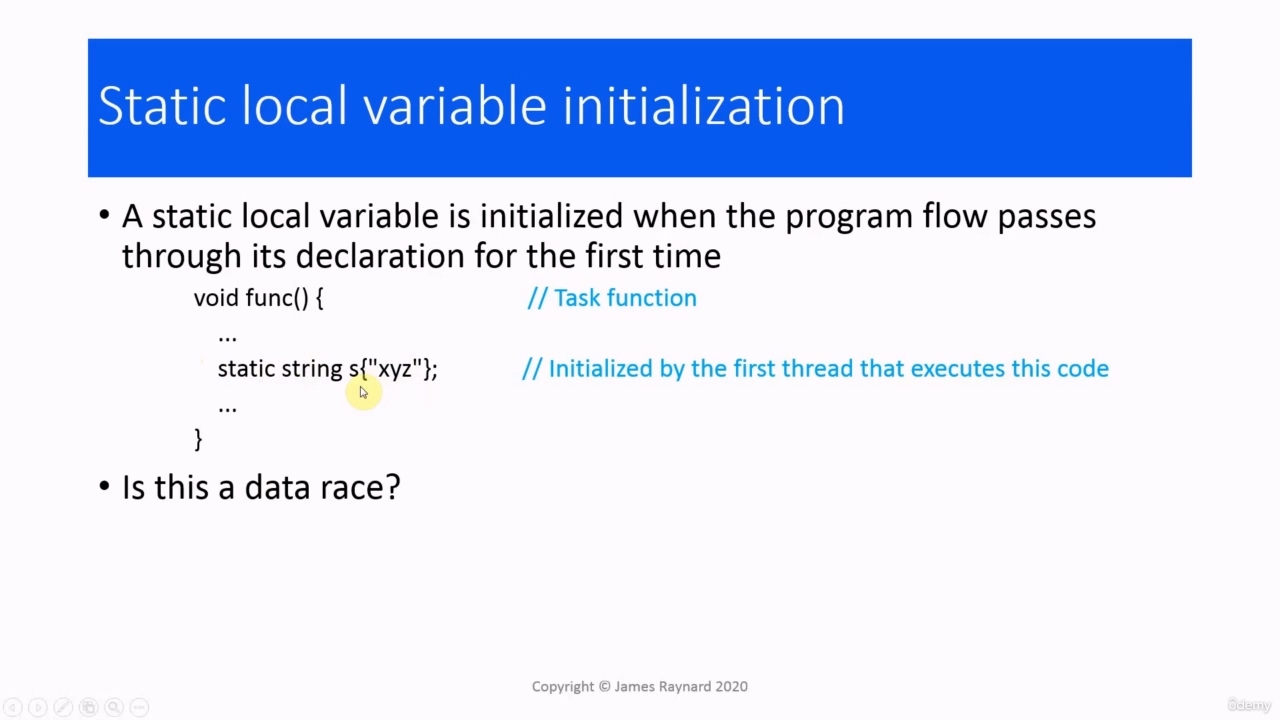 Static local variable initialization
• A static local variable is initialized when the program flow passes
through its declaration for the first time
void func() { // Task function
...
static string s{"xyz"}; // Initialized by the first thread that executes this code
...
}
• Is this a data race?
Copyright © James Raynard 2020
ûdemy